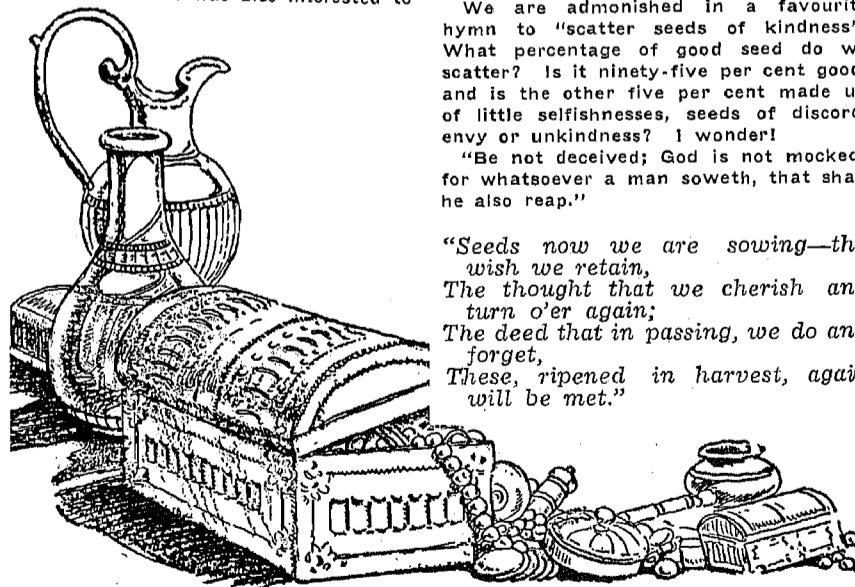 interested to
We are admonished in a favourit
hymn to "scatter seeds of kindness"
What percentage of good seed do w
scatter? Is it ninety-five per cent good
and is the other five per cent made u
of little selfishnesses, seeds of discord
envy or unkindness? I wonder!
"Be not deceived; God is not mocked
for whatsoever a man soweth, that sha
he also reap."
"Seeds now we are sowing—th
wish we retain,
The thought that we cherish an
turn o'er again;
The deed that in passing, we do an
forget,
These, ripened in harvest, agai
will be met."